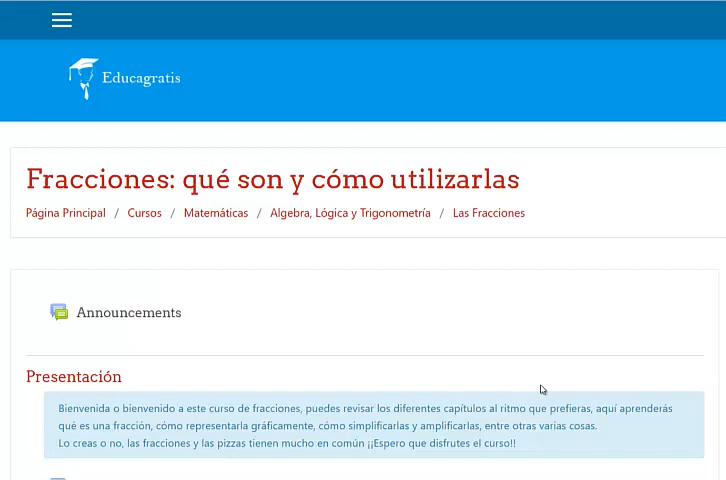 Educagratis
Fracciones: qué son y cómo utilizarlas
Página Principal / Cursos / Matemáticas / Algebra, Lógica y Trigonometría / Las Fracciones
Announcements
Presentación
Bienvenida o bienvenido a este curso de fracciones, puedes revisar los diferentes capítulos al ritmo que prefieras, aquí aprenderás
qué es una fracción, cómo representarla gráficamente, cómo simplificarlas y amplificarlas, entre otras varias cosas.
Lo creas o no, las fracciones y las pizzas tienen mucho en común ¡¡Espero que disfrutes el curso!!